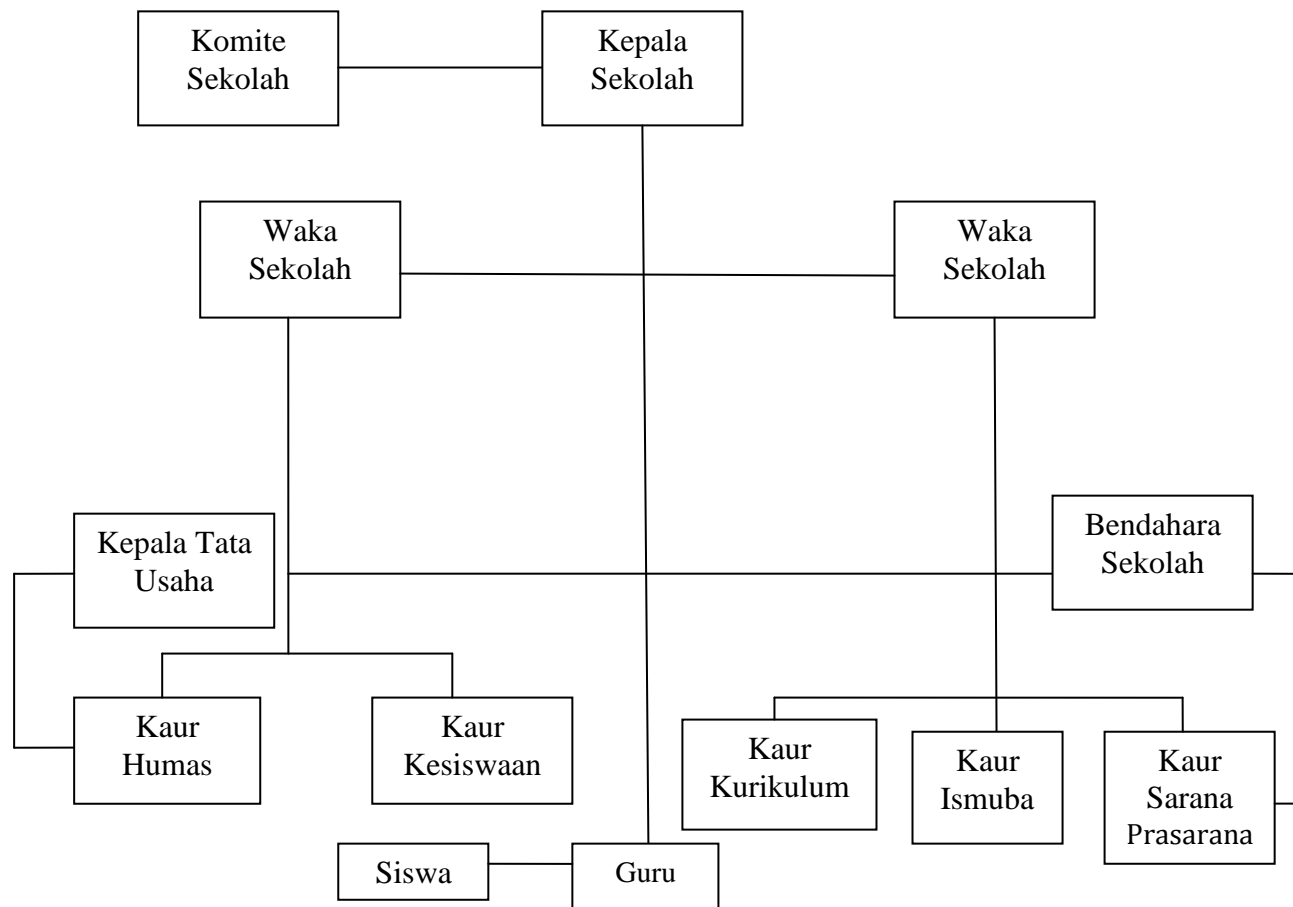 Komite
Sekolah
Kepala
Sekolah
Waka
Sekolah
Waka
Sekolah
Kepala Tata
Usaha
Bendahara
Sekolah
Kaur
Humas
Kaur
Kesiswaan
Kaur
Kurikulum
Kaur
Ismuba
Kaur
Sarana
Prasarana
Siswa
Guru